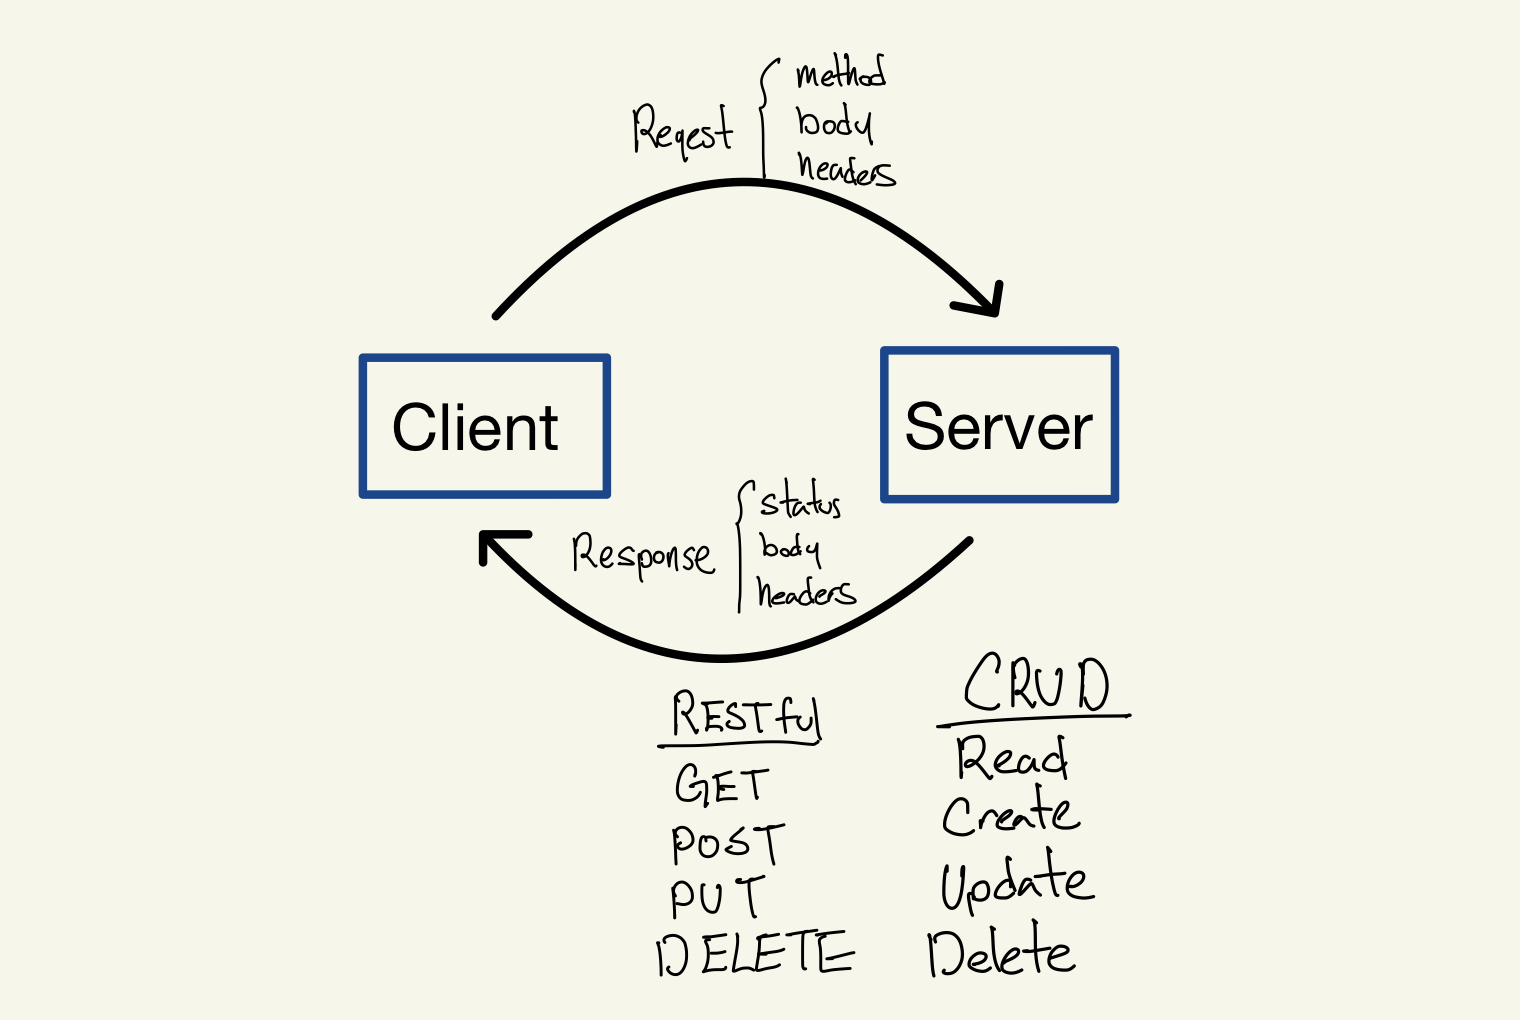 Reqest
method
body
headers
Client
Server
Response
status
body
headers
RESTful
GET
POST
PUT
DELETE
CRUD
Read
Create
Update
Delete